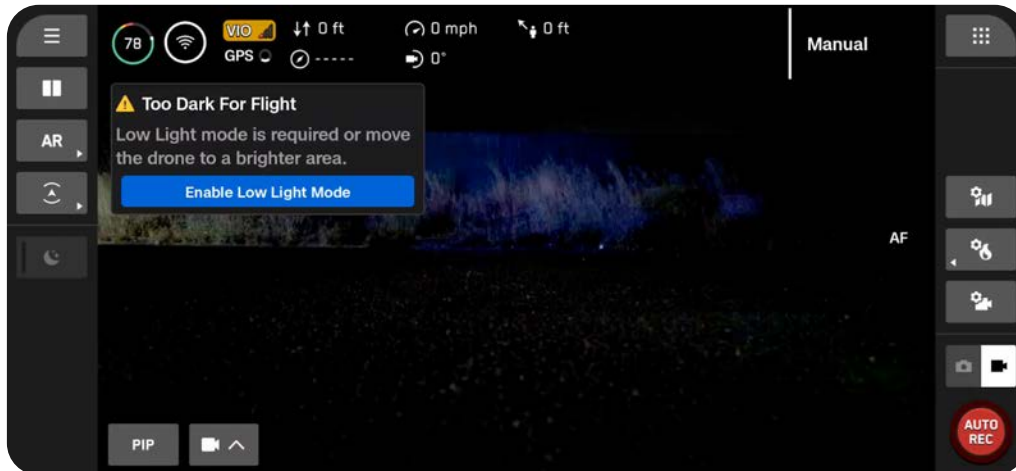 78
VIO
↓↑ 0 ft
0 mph
0 ft
GPS
-----
0°
Manual
Too Dark For Flight
Low Light mode is required or move
the drone to a brighter area.
Enable Low Light Mode
AR
AF
PIP
AUTO
REC